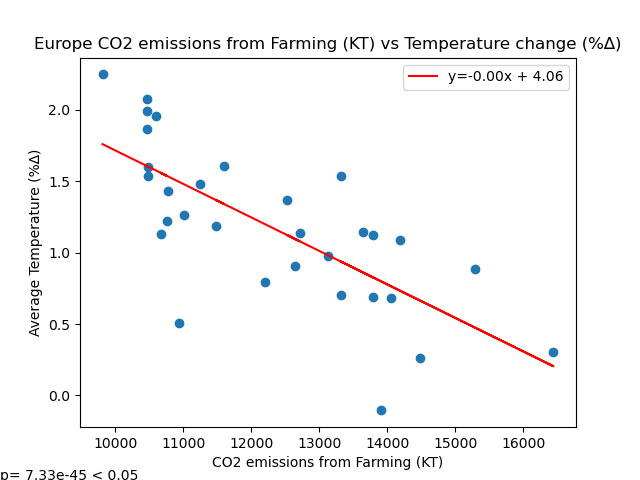 Europe CO2 emissions from Farming (KT) vs Temperature change (%Δ)
y=-0.00x + 4.06
2.0
1.5
1.0
0.5
0.0
Average Temperature (%Δ)
10000 11000 12000 13000 14000 15000 16000
CO2 emissions from Farming (KT)
p= 7.33e-45 < 0.05